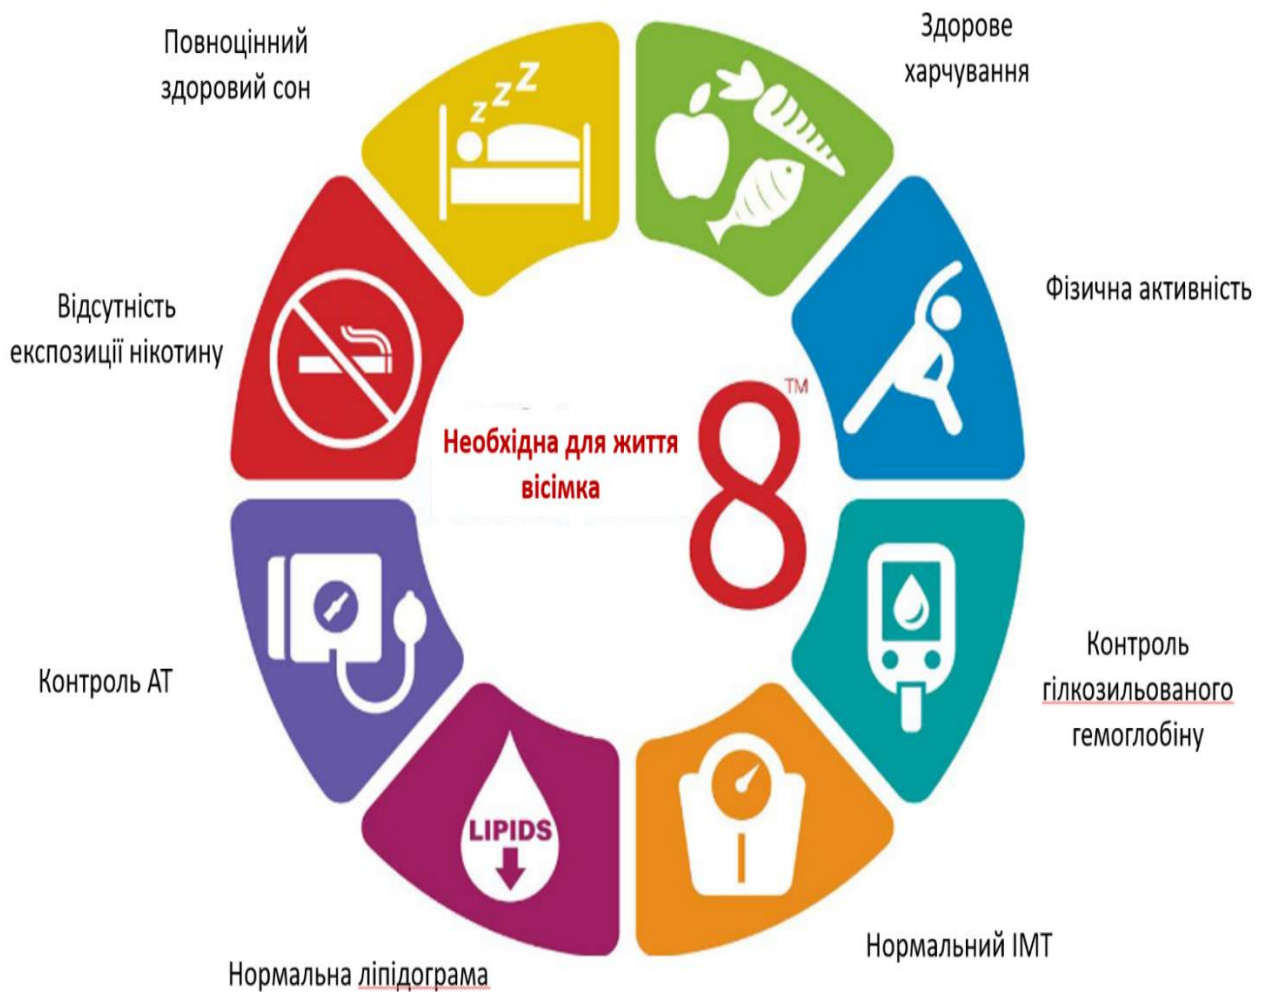 Повноцінний
здоровий сон
z z Z
Здорове
харчування
Фізична активність
Відсутність
експозиції нікотину
TM
Необхідна для життя
вісімка
8
Контроль
гілкозильованого
гемоглобіну
Контроль АТ
LIPIDS
Нормальний ІМТ
Нормальна ліпідограма